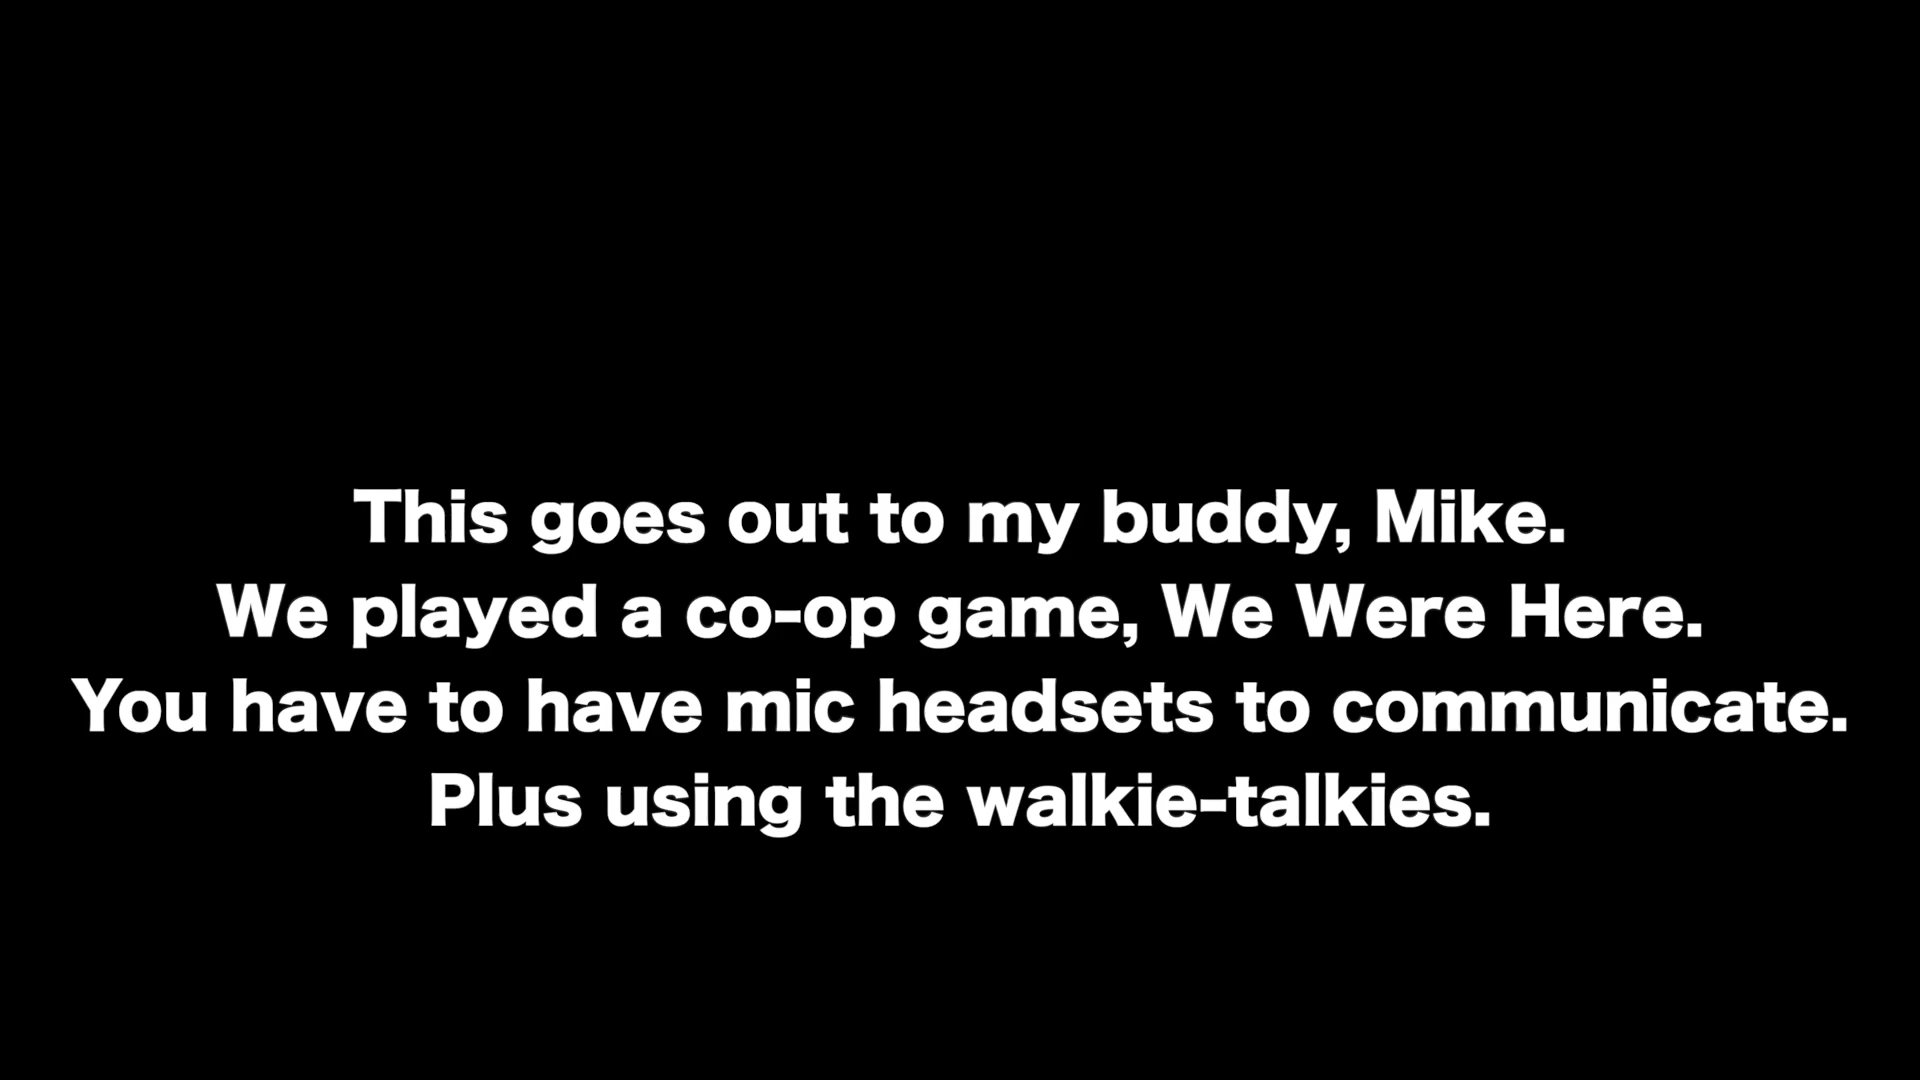 This goes out to my buddy, Mike.
We played a co-op game, We Were Here.
You have to have mic headsets to communicate.
Plus using the walkie-talkies.